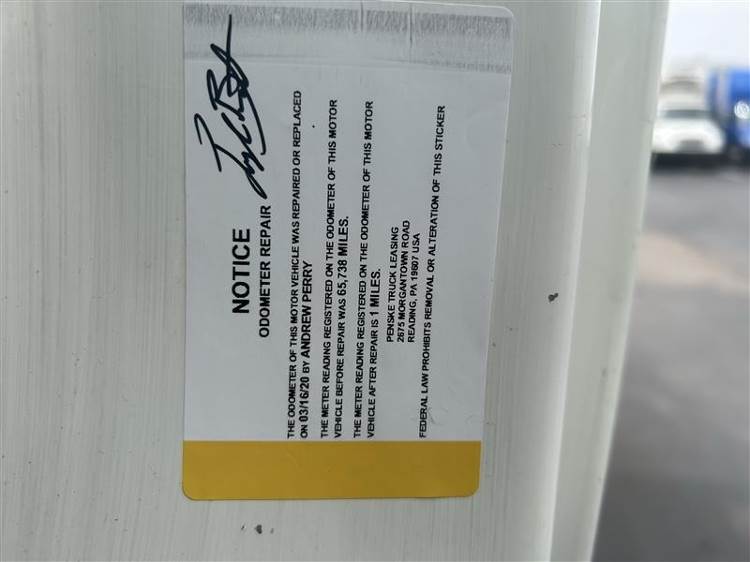 NOTICE
ODOMETER REPAIR
THE ODOMETER OF THIS MOTOR VEHICLE WAS REPAIRED OR REPLACED
ON 03/16/20 BY ANDREW PERRY
THE METER READING REGISTERED ON THE ODOMETER OF THIS MOTOR
VEHICLE BEFORE REPAIR WAS 65,738 MILES.
THE METER READING REGISTERED ON THE ODOMETER OF THIS MOTOR
VEHICLE AFTER REPAIR IS 1 MILES.
PENSKE TRUCK LEASING
2675 MORGANTOWN ROAD
READING, PA 19607 USA
FEDERAL LAW PROHIBITS REMOVAL OR ALTERATION OF THIS STICKER